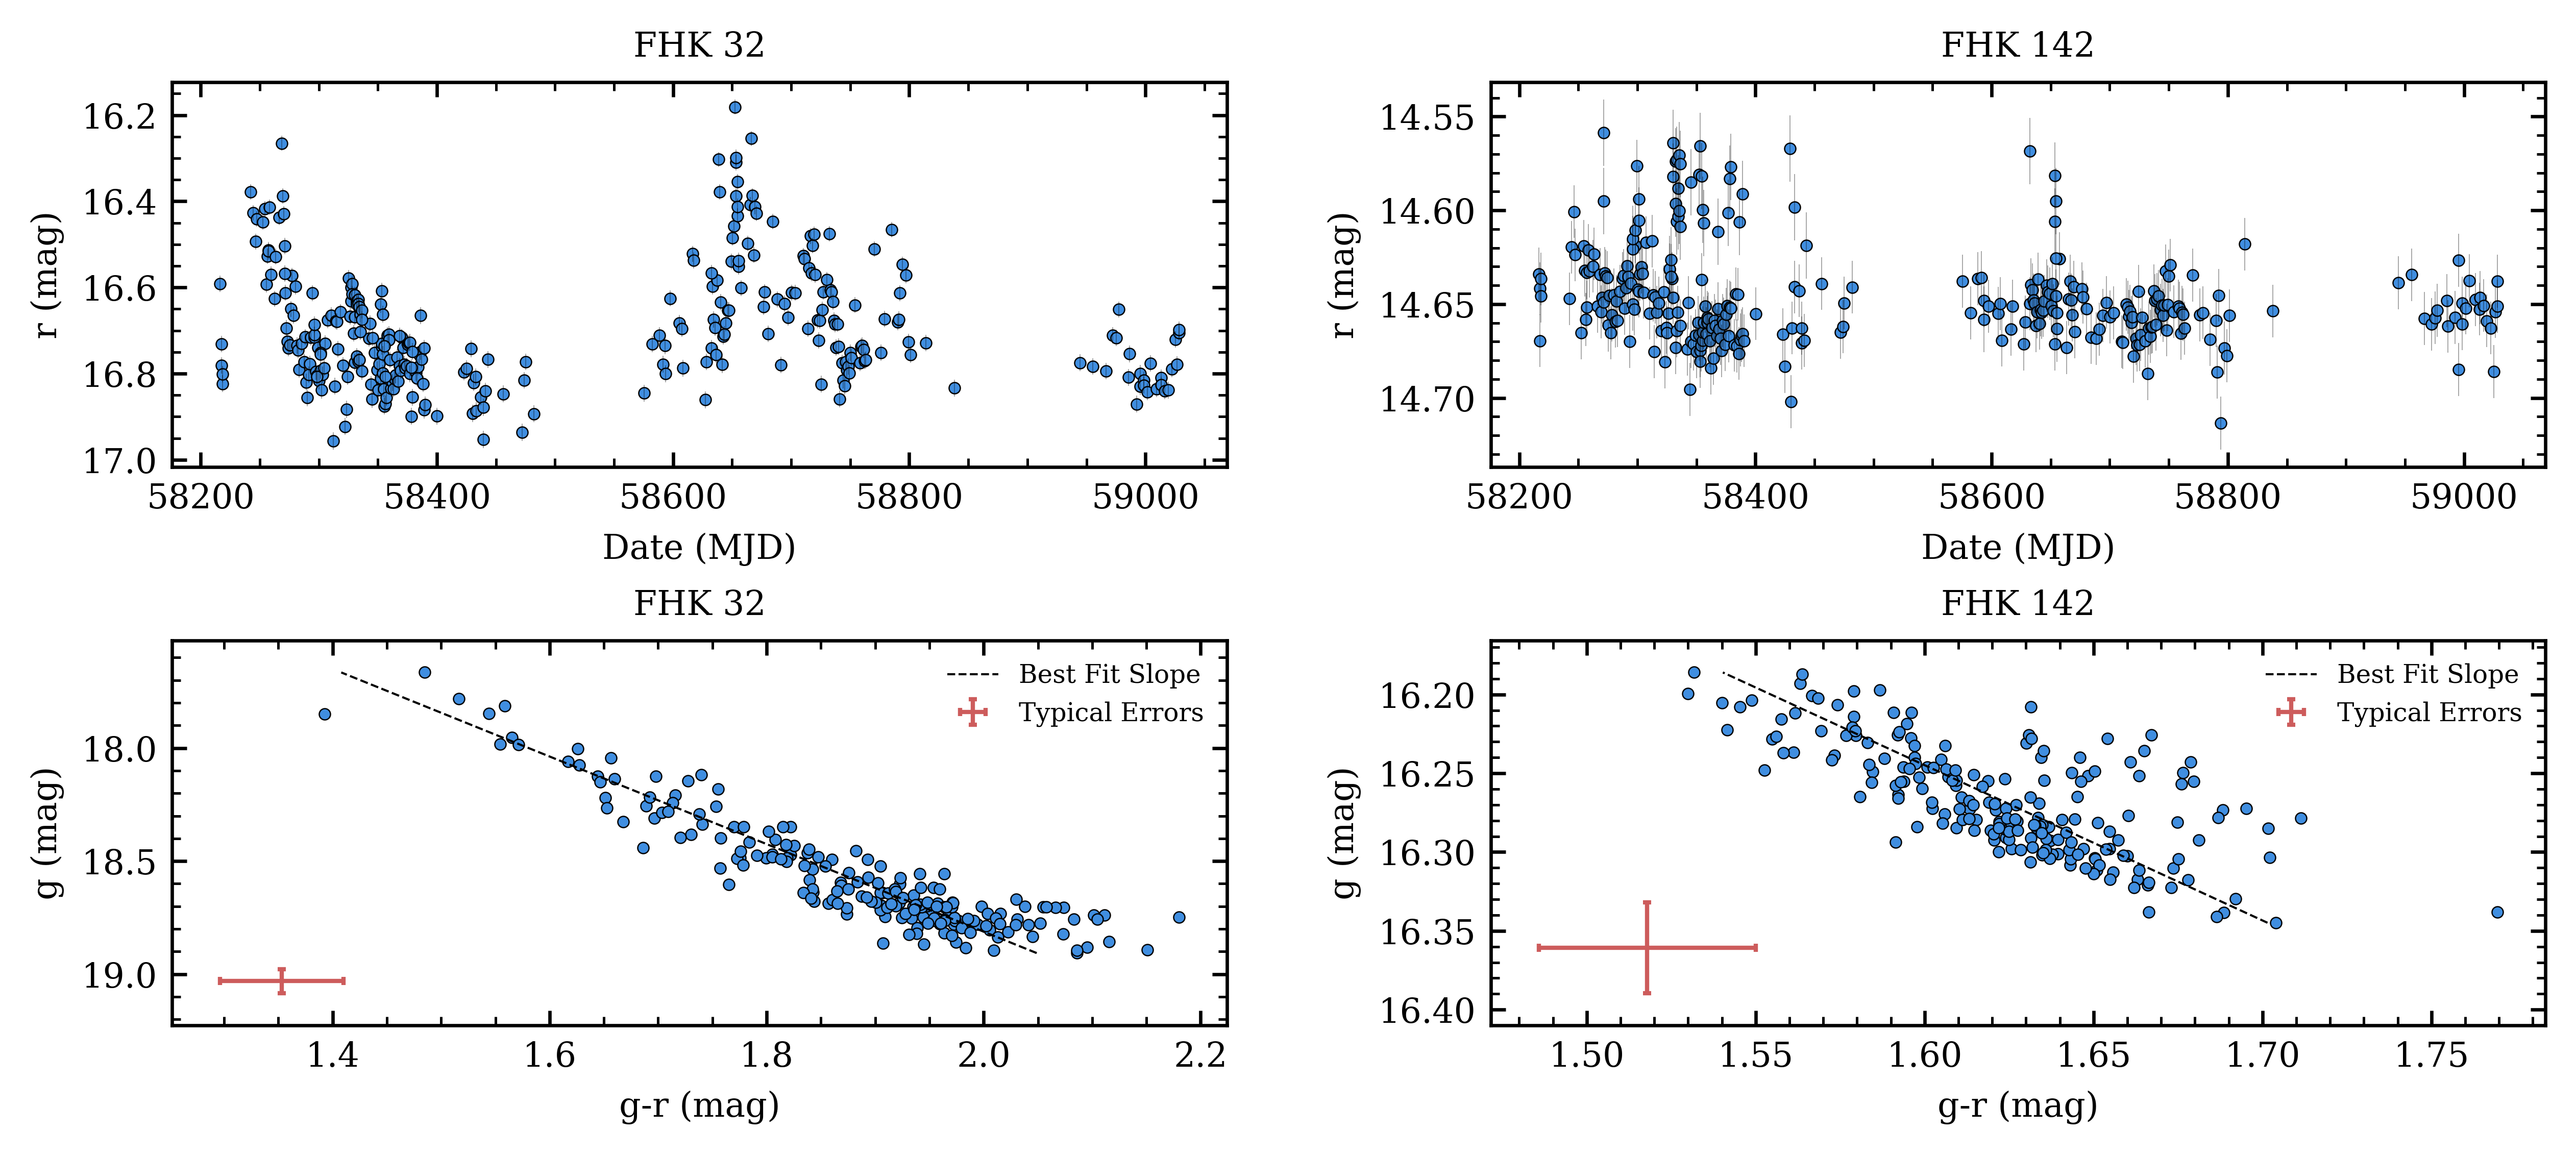 FHK 32
16.2
16.4
16.6
16.8
17.0
r (mag)
58200 58400 58600 58800 59000
Date (MJD)
FHK 142
14.55
14.60
14.65
14.70
r (mag)
58200 58400 58600 58800 59000
Date (MJD)
FHK 32
Best Fit Slope
Typical Errors
18.0
18.5
19.0
g (mag)
1.4 1.6 1.8 2.0 2.2
g-r (mag)
FHK 142
Best Fit Slope
Typical Errors
16.20
16.25
16.30
16.35
16.40
g (mag)
1.50 1.55 1.60 1.65 1.70 1.75
g-r (mag)